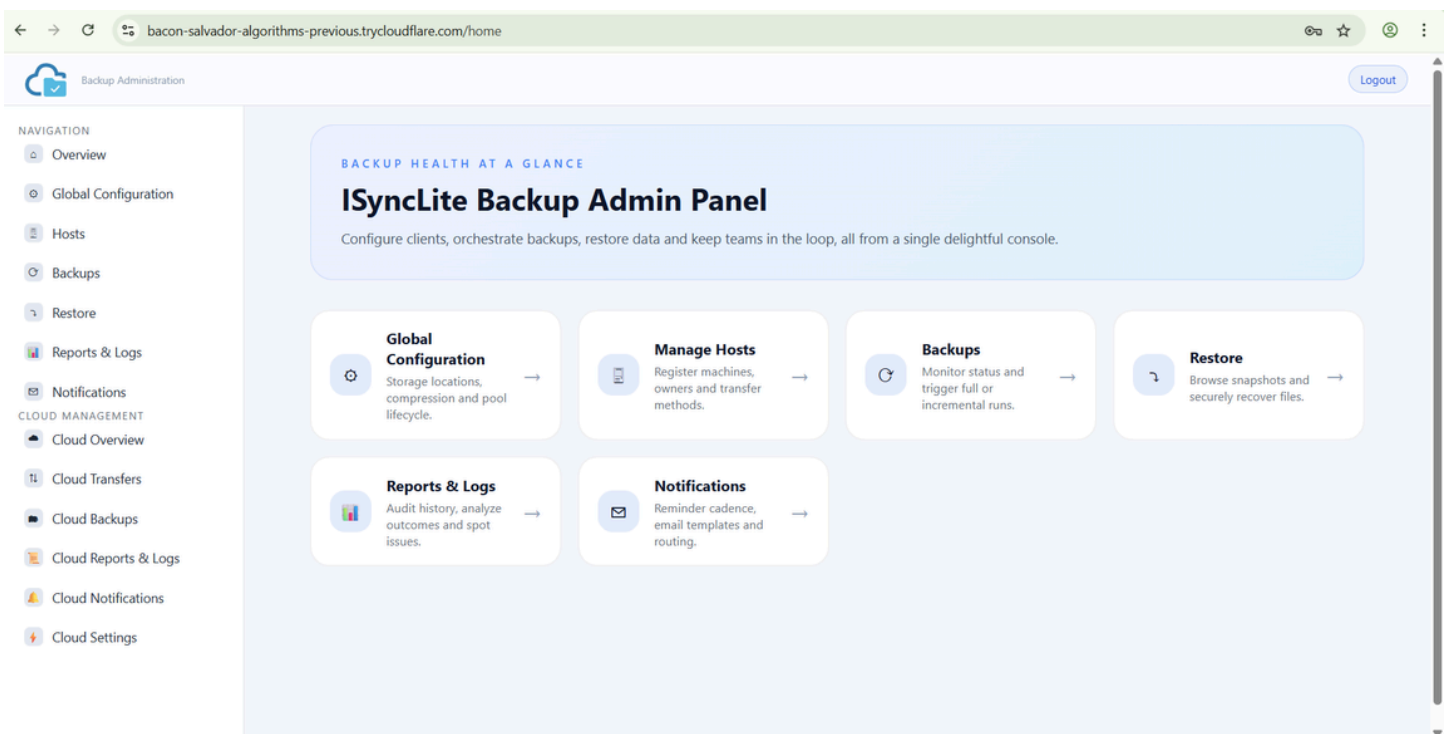 bacon-salvador-algorithms-previous.trycloudflare.com/home
Backup Administration
Logout
NAVIGATION
Overview
Global Configuration
Hosts
Backups
Restore
Reports & Logs
Notifications
CLOUD MANAGEMENT
Cloud Overview
Cloud Transfers
Cloud Backups
Cloud Reports & Logs
Cloud Notifications
Cloud Settings
BACKUP HEALTH AT A GLANCE
ISyncLite Backup Admin Panel
Configure clients, orchestrate backups, restore data and keep teams in the loop, all from a single delightful console.
Global
Configuration
Storage locations,
compression and pool
lifecycle.
Manage Hosts
Register machines,
owners and transfer
methods.
Backups
Monitor status and
trigger full or
incremental runs.
Restore
Browse snapshots and
securely recover files.
Reports & Logs
Audit history, analyze
outcomes and spot
issues.
Notifications
Reminder cadence,
email templates and
routing.